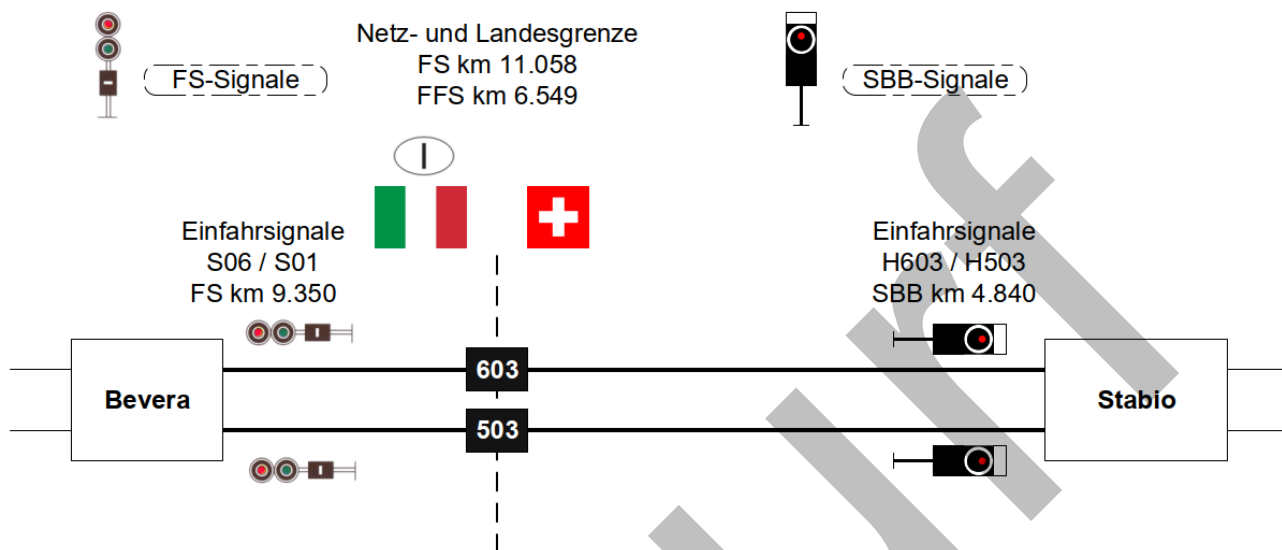 Netz- und Landesgrenze
FS km 11.058
FFS km 6.549
FS-Signale
SBB-Signale
I
Einfahrsignale
S06 / S01
FS km 9.350
Einfahrsignale
H603 / H503
SBB km 4.840
603
Bevera
Stabio
503